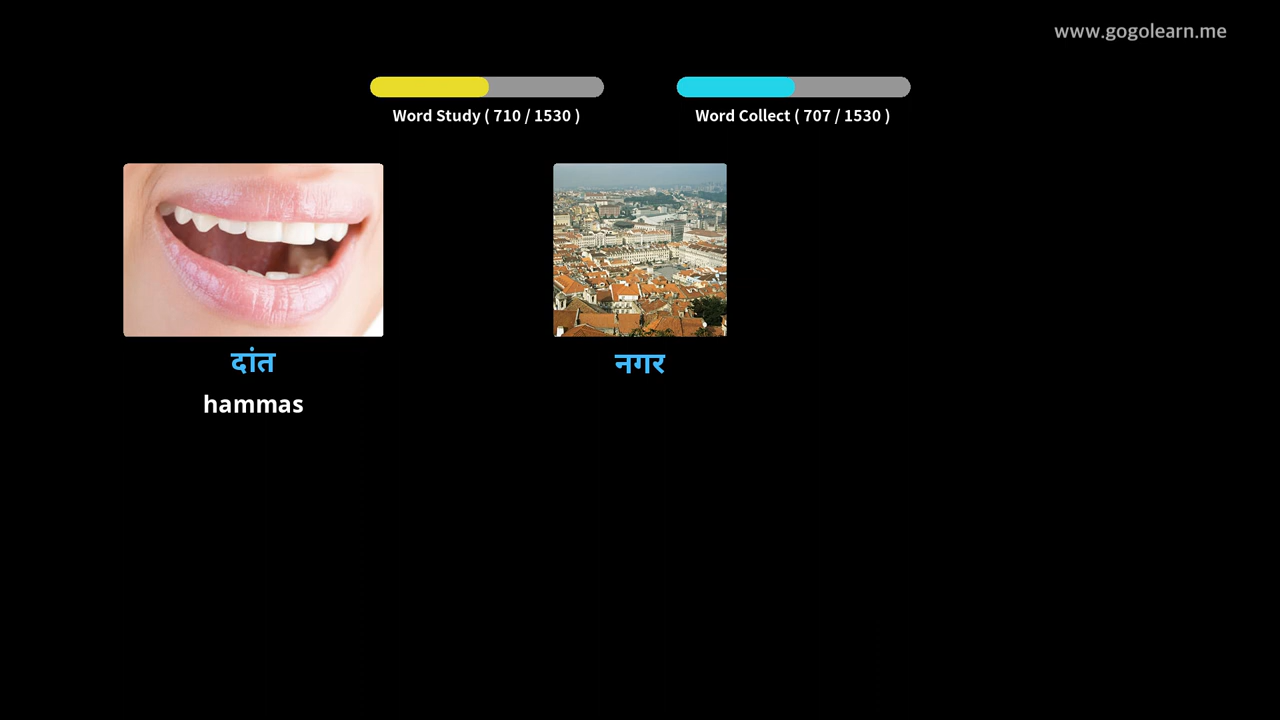 www.gogolearn.me
Word Study ( 710 / 1530 )
Word Collect ( 707 / 1530 )
दांत
नगर
hammas